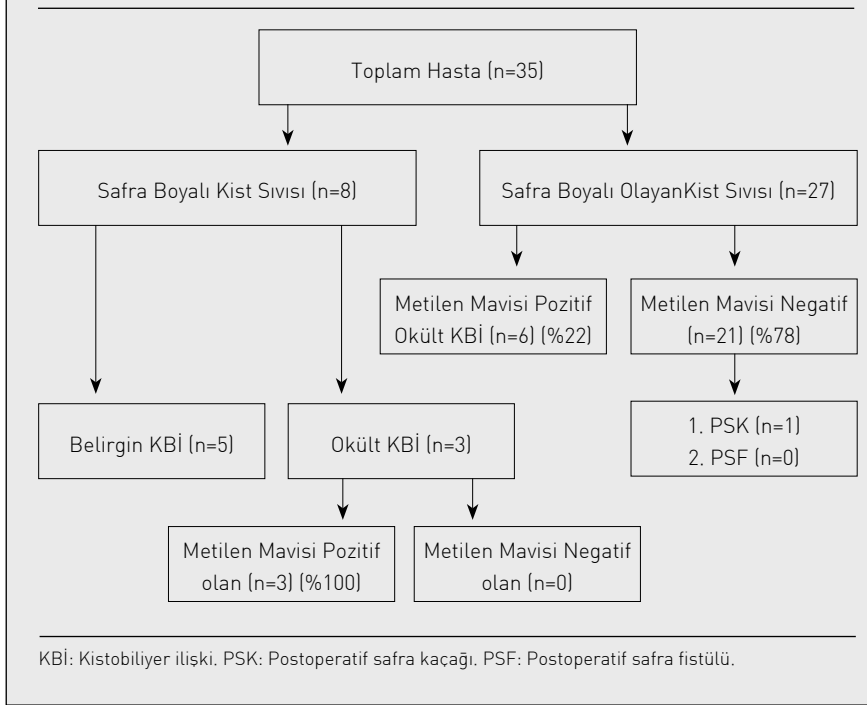 Toplam Hasta (n=35)
Safra Boyalı Kist Sıvısı (n=8)
Safra Boyalı OlayanKist Sıvısı (n=27)
Metilen Mavisi Pozitif
Okült KBİ (n=6) (%22)
Metilen Mavisi Negatif
(n=21) (%78)
Belirgin KBİ (n=5)
Okült KBİ (n=3)
1. PSK (n=1)
2. PSF (n=0)
Metilen Mavisi Pozitif
olan (n=3) (%100)
Metilen Mavisi Negatif
olan (n=0)
KBİ: Kistobiliyer ilişki. PSK: Postoperatif safra kaçağı. PSF: Postoperatif safra fistülü.